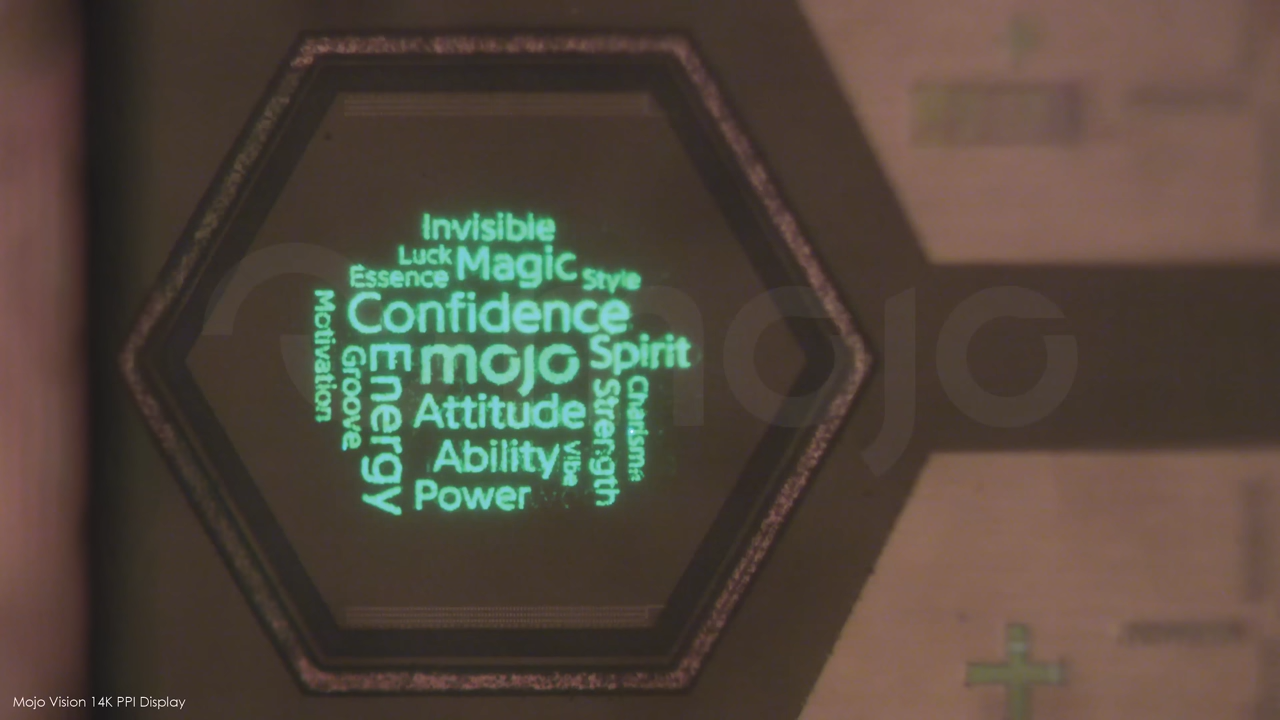 Invisible
Luck Magic
Essence Style
Confidence
Motivation
Groove
Energy
mojo
Spirit
Attitude
Strength
Charisma
Ability
Vibe
Power
mojo
Mojo Vision 14K PPI Display